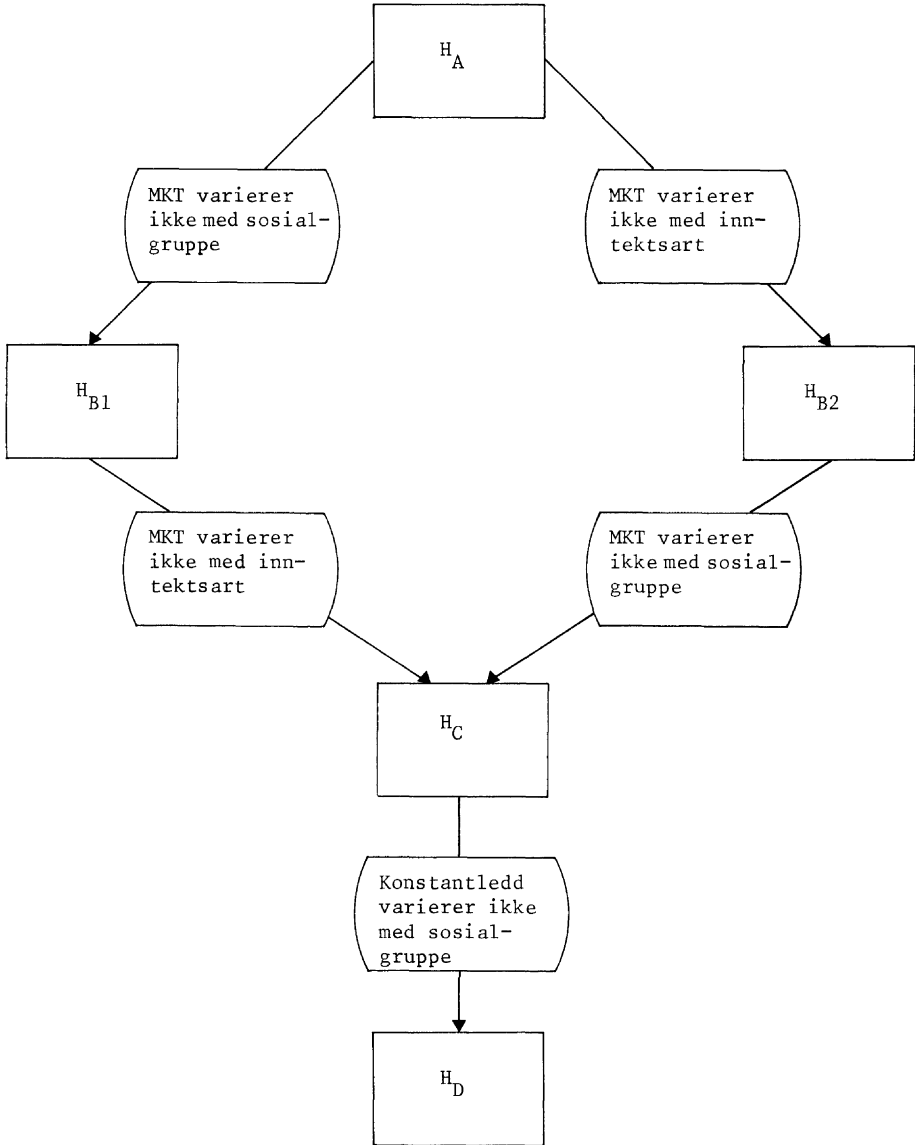 H_A
MKT varierer
ikke med sosial-
gruppe
MKT varierer
ikke med inn-
tektsart
H_B1
H_B2
MKT varierer
ikke med inn-
tektsart
MKT varierer
ikke med sosial-
gruppe
H_C
Konstantledd
varierer ikke
med sosial-
gruppe
H_D